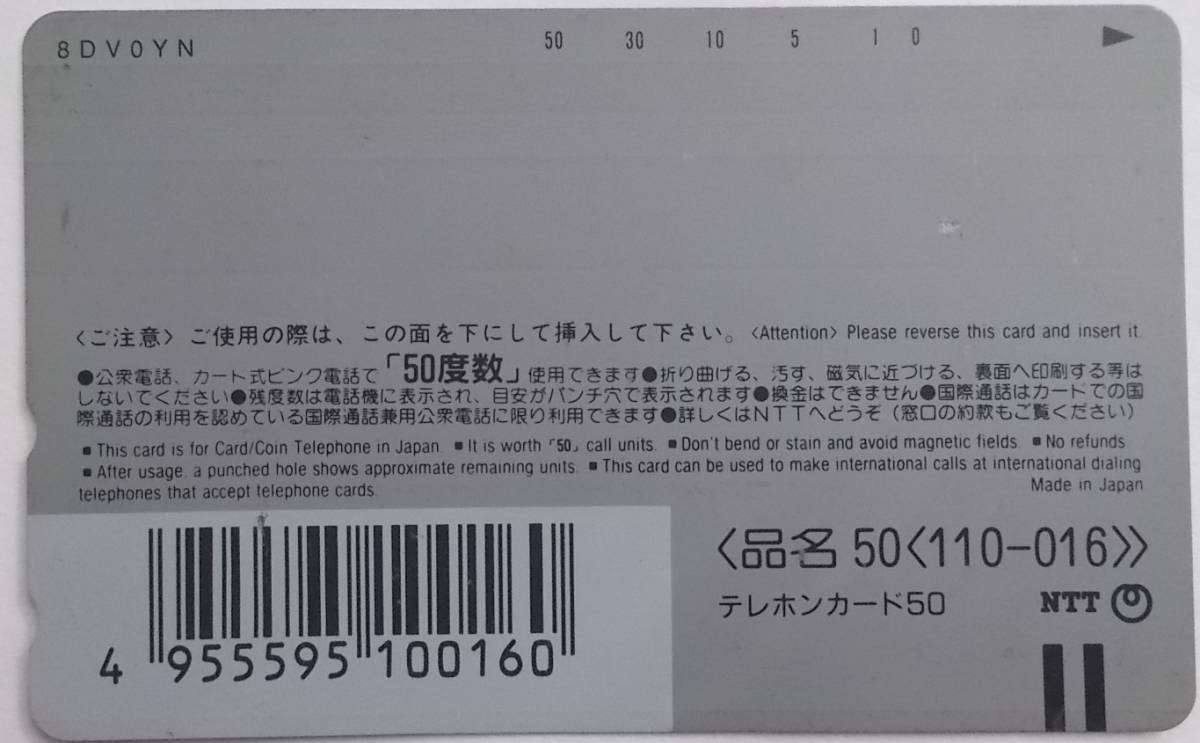 8DV0YN 50 30 10 5 1 0 ▶
〈ご注意〉ご使用の際は、この面を下にして挿入して下さい。〈Attention〉Please reverse this card and insert it.
●公衆電話、カード式ピンク電話で「50度数」使用できます●折り曲げる、汚す、磁気に近づける、裏面へ印刷する等は
しないでください●残度数は電話機に表示され、目安がパンチ穴で表示されます●換金はできません●国際通話はカードでの国
際通話の利用を認めている国際通話兼用公衆電話に限り利用できます●詳しくはNTTへどうぞ（窓口の約款もご覧ください）
■This card is for Card/Coin Telephone in Japan. ■It is worth「50」call units. ■Don't bend or stain and avoid magnetic fields. ■No refunds.
■After usage, a punched hole shows approximate remaining units. ■This card can be used to make international calls at international dialing
telephones that accept telephone cards. Made in Japan
〈品名 50〈110-016〉〉
テレホンカード50 NTT
4 955595 100160